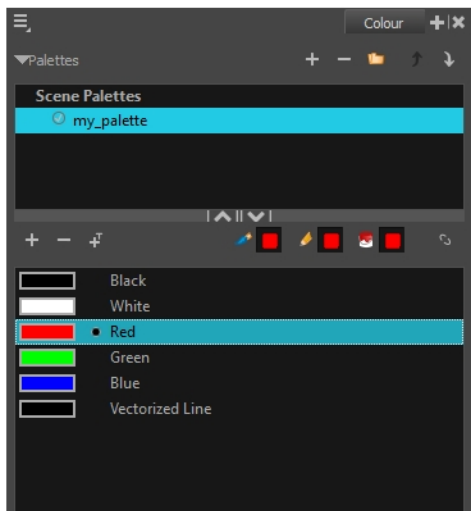 Colour
Palettes
Scene Palettes
my_palette
Black
White
Red
Green
Blue
Vectorized Line